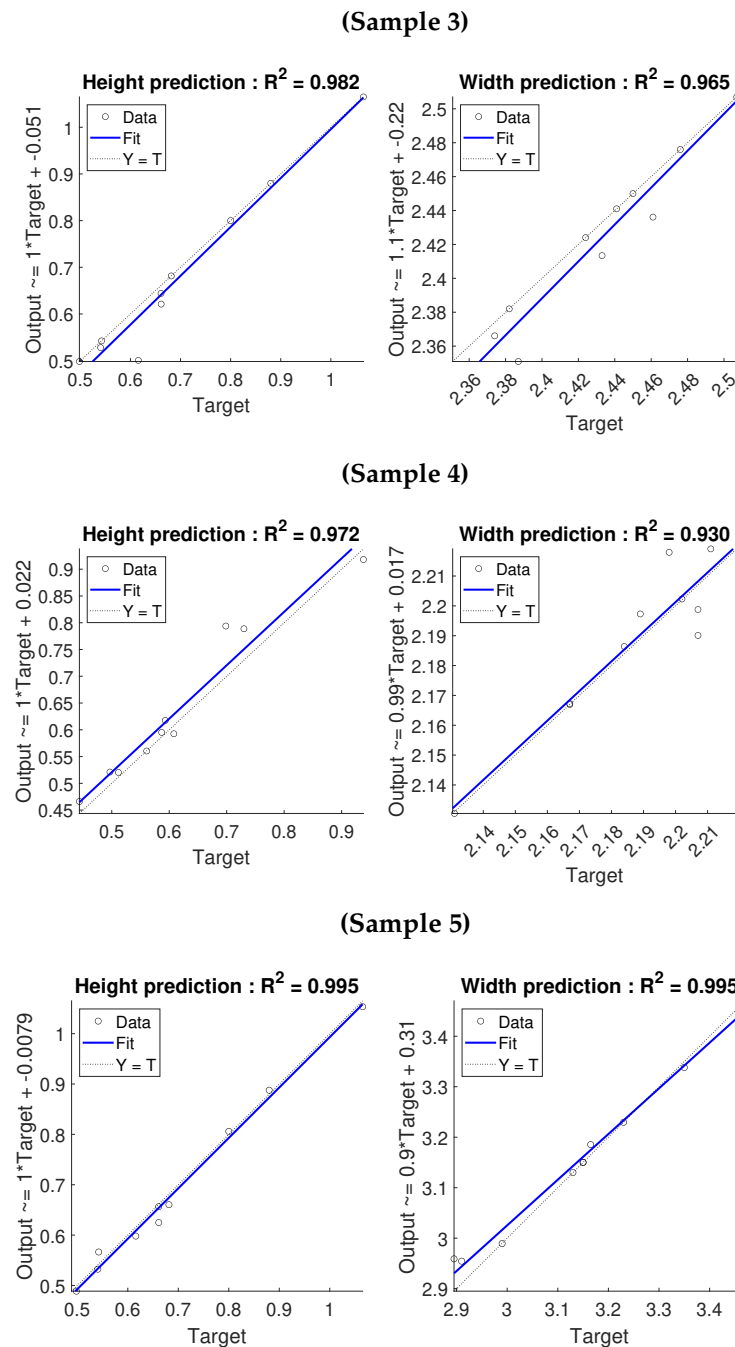 (Sample 3)
Height prediction : R² = 0.982
Output ~= 1*Target + -0.051
Data
Fit
Y = T
1
0.9
0.8
0.7
0.6
0.5
0.5 0.6 0.7 0.8 0.9 1
Target
Width prediction : R² = 0.965
Output ~= 1.1*Target + -0.22
Data
Fit
Y = T
2.5
2.48
2.46
2.44
2.42
2.4
2.38
2.36
2.36 2.38 2.4 2.42 2.44 2.46 2.48 2.5
Target
(Sample 4)
Height prediction : R² = 0.972
Output ~= 1*Target + 0.022
Data
Fit
Y = T
0.9
0.85
0.8
0.75
0.7
0.65
0.6
0.55
0.5
0.45
0.5 0.6 0.7 0.8 0.9
Target
Width prediction : R² = 0.930
Output ~= 0.99*Target + 0.017
Data
Fit
Y = T
2.21
2.2
2.19
2.18
2.17
2.16
2.15
2.14
2.14 2.15 2.16 2.17 2.18 2.19 2.2 2.21
Target
(Sample 5)
Height prediction : R² = 0.995
Output ~= 1*Target + -0.0079
Data
Fit
Y = T
1
0.9
0.8
0.7
0.6
0.5
0.5 0.6 0.7 0.8 0.9 1
Target
Width prediction : R² = 0.995
Output ~= 0.9*Target + 0.31
Data
Fit
Y = T
3.4
3.3
3.2
3.1
3
2.9
2.9 3 3.1 3.2 3.3 3.4
Target